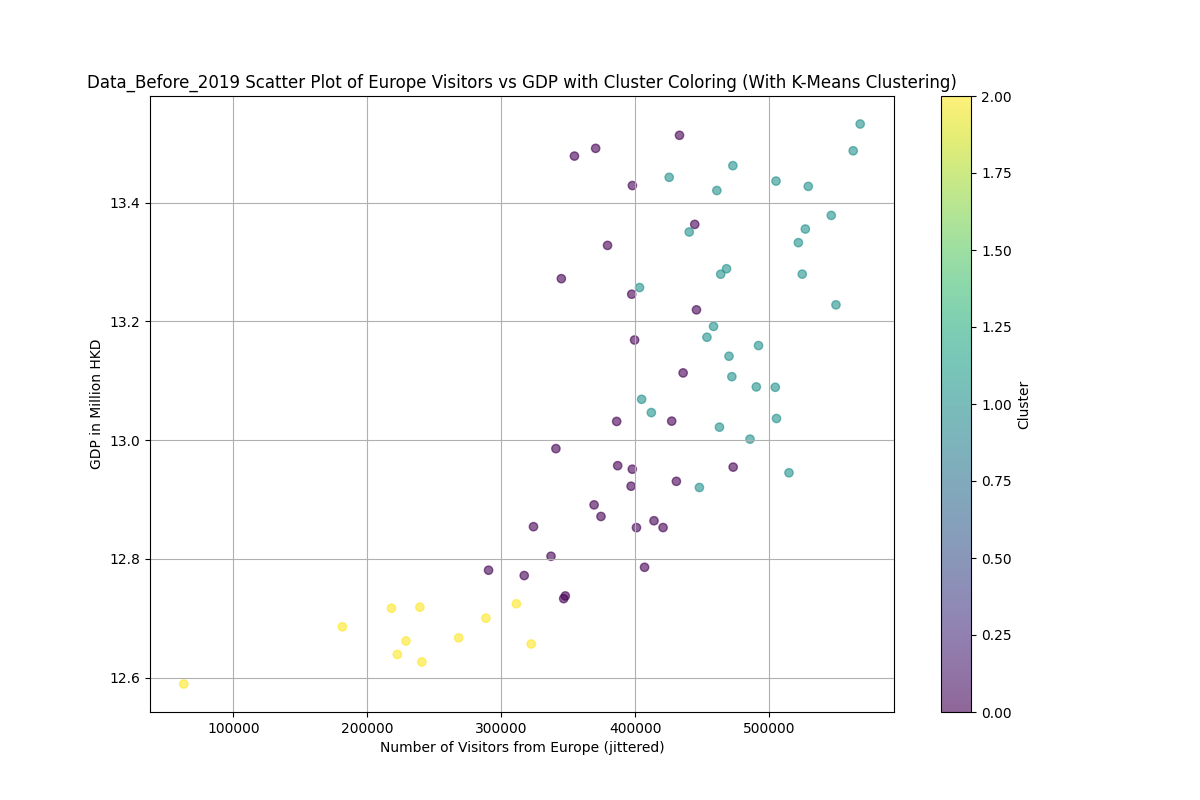 Data_Before_2019 Scatter Plot of Europe Visitors vs GDP with Cluster Coloring (With K-Means Clustering)
GDP in Million HKD
13.4
13.2
13.0
12.8
12.6
100000 200000 300000 400000 500000
Number of Visitors from Europe (jittered)
2.00
1.75
1.50
1.25
1.00
0.75
0.50
0.25
0.00
Cluster